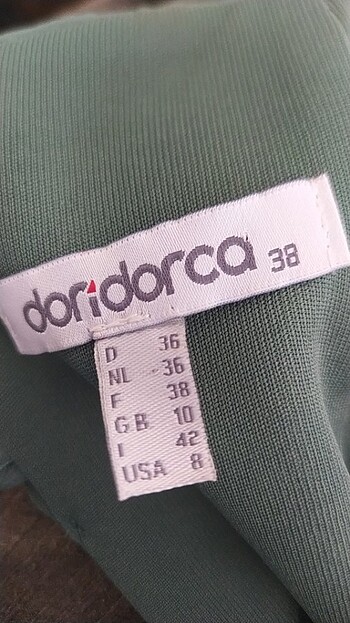 doridorca 38
D 36
NL -36
F 38
GB 10
I 42
USA 8